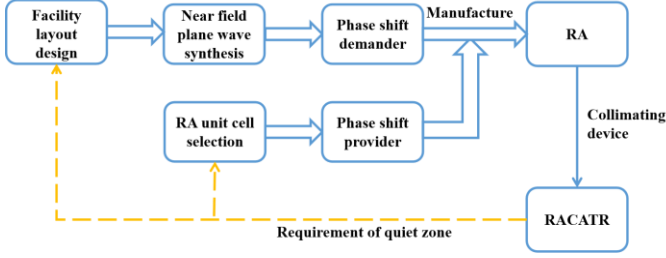 Facility
layout
design
Near field
plane wave
synthesis
Phase shift
demander
Manufacture
RA
RA unit cell
selection
Phase shift
provider
Collimating
device
RACATR
Requirement of quiet zone